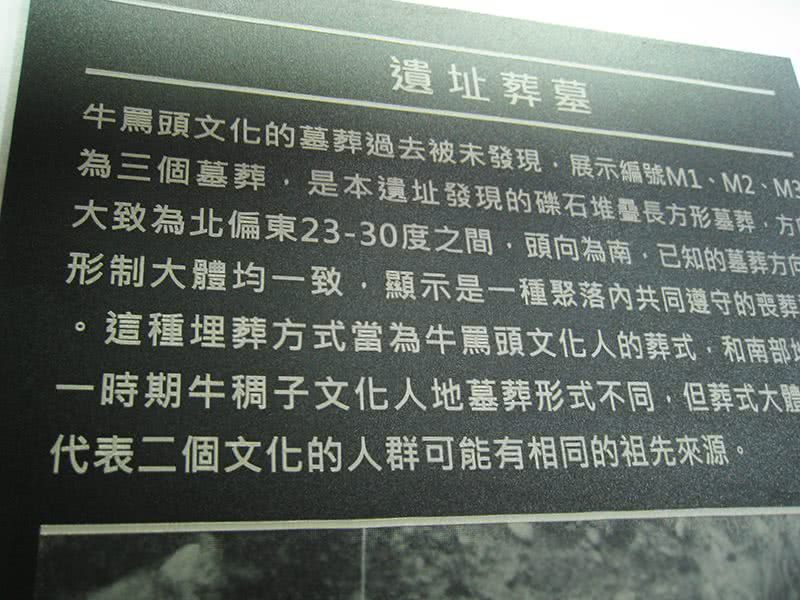 遺址葬墓
牛罵頭文化的墓葬過去被未發現，展示編號M1、M2、M3
為三個墓葬，是本遺址發現的礫石堆疊長方形墓葬，方向
大致為北偏東23-30度之間，頭向為南，已知的墓葬方向
形制大體均一致，顯示是一種聚落內共同遵守的喪葬
。這種埋葬方式當為牛罵頭文化人的葬式，和南部地
一時期牛稠子文化人地墓葬形式不同，但葬式大體
代表二個文化的人群可能有相同的祖先來源。